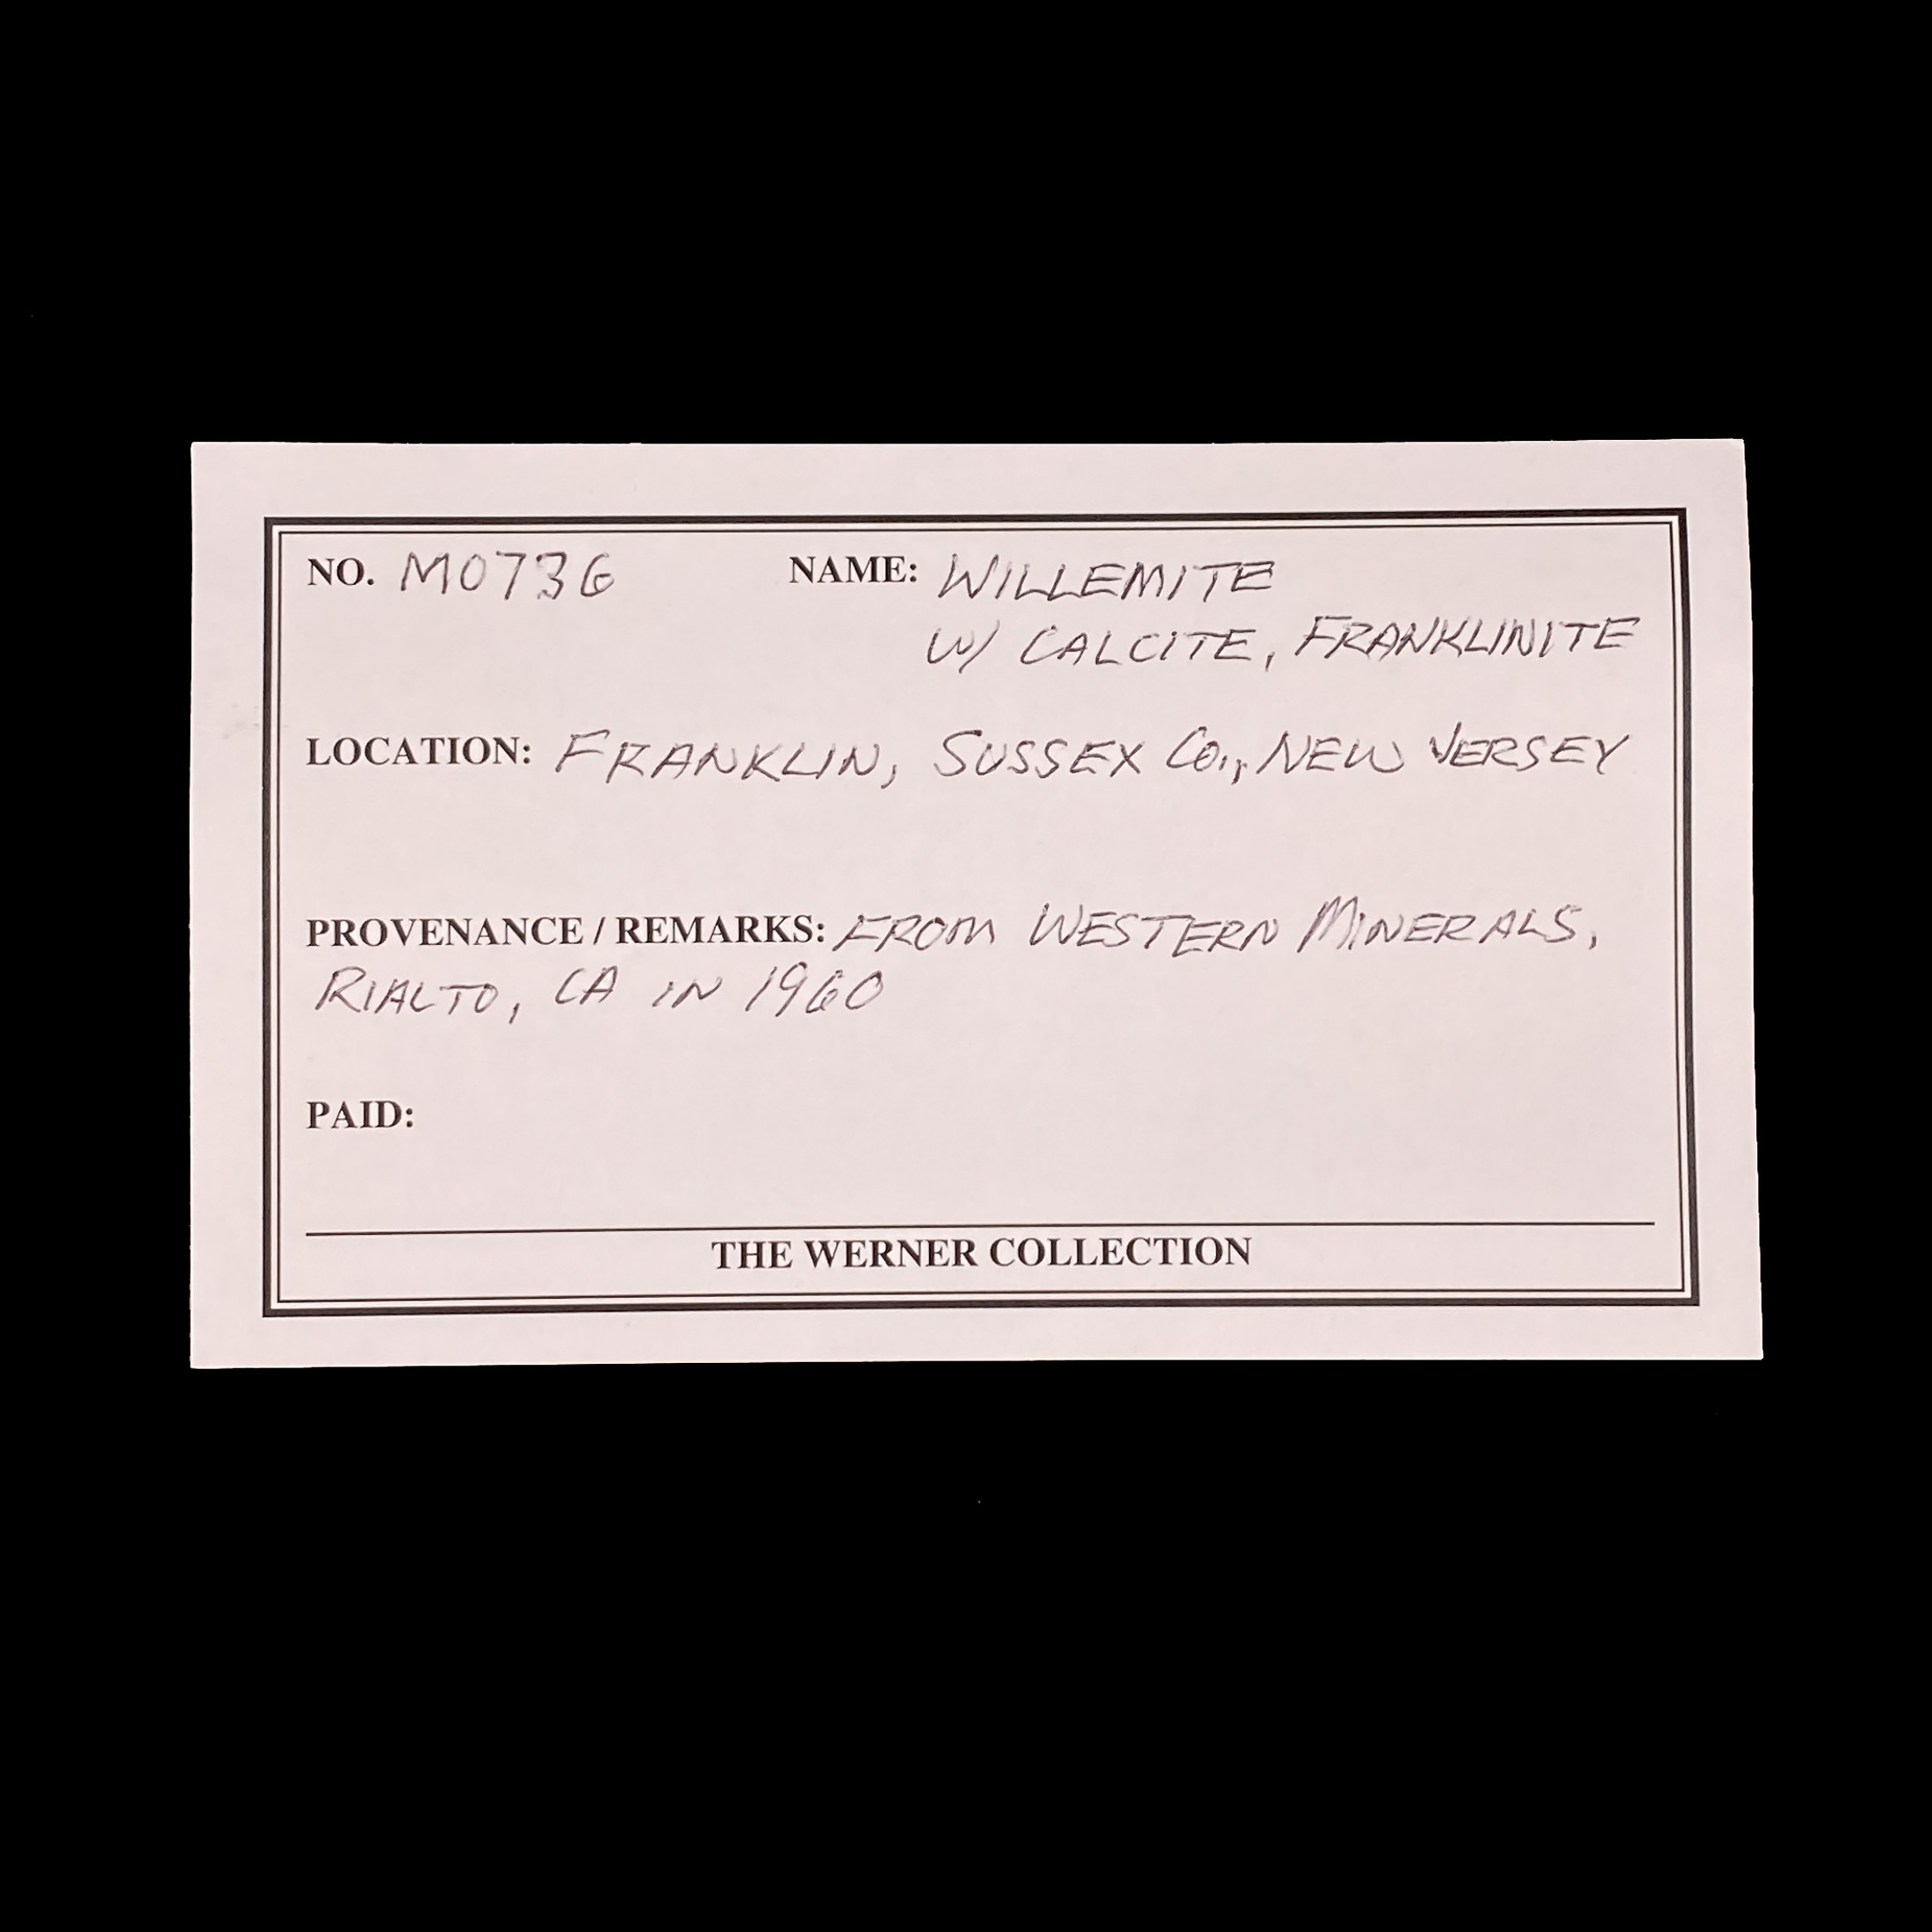 NO. M0736 NAME: WILLEMITE
W/ CALCITE, FRANKLINITE
LOCATION: FRANKLIN, SUSSEX CO., NEW JERSEY
PROVENANCE / REMARKS: FROM WESTERN MINERALS,
RIALTO, CA IN 1960
PAID:
THE WERNER COLLECTION